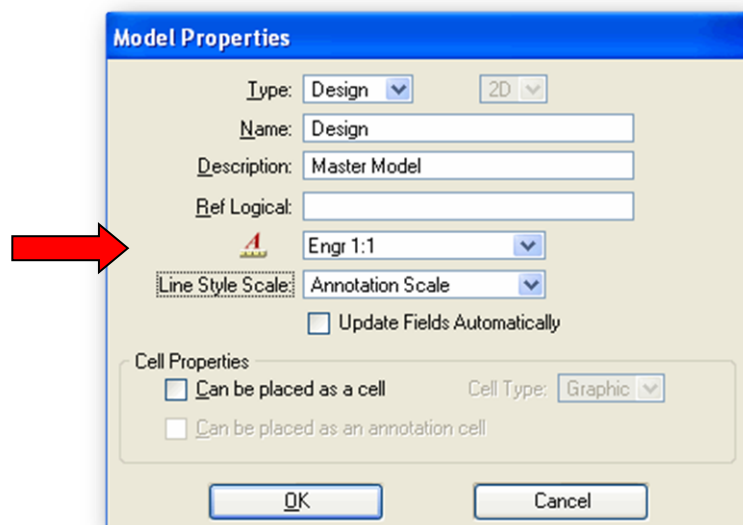 Model Properties
Type: Design 2D
Name: Design
Description: Master Model
Ref Logical:
A Engr 1:1
Line Style Scale: Annotation Scale
Update Fields Automatically
Cell Properties
Can be placed as a cell Cell Type: Graphic
Can be placed as an annotation cell
OK Cancel